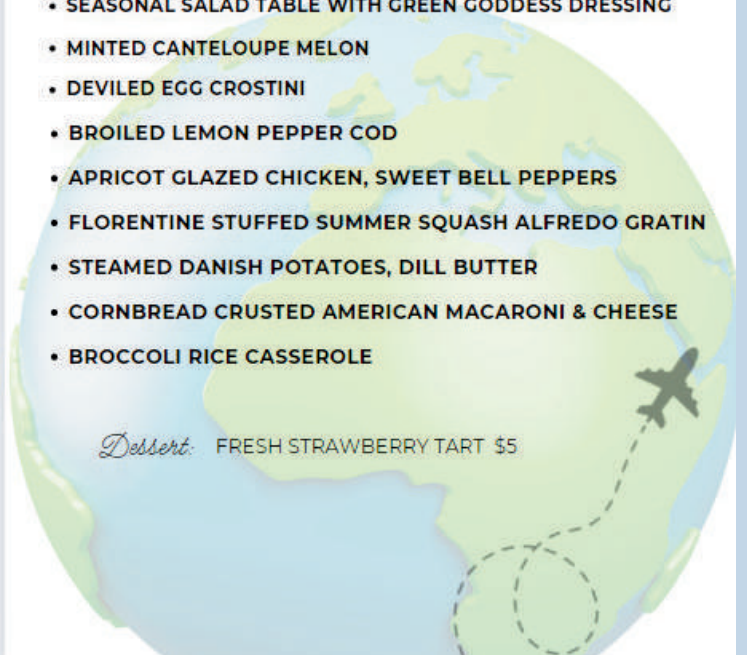 • SEASONAL SALAD TABLE WITH GREEN GODDESS DRESSING
• MINTED CANTELOUPE MELON
• DEVILED EGG CROSTINI
• BROILED LEMON PEPPER COD
• APRICOT GLAZED CHICKEN, SWEET BELL PEPPERS
• FLORENTINE STUFFED SUMMER SQUASH ALFREDO GRATIN
• STEAMED DANISH POTATOES, DILL BUTTER
• CORNBREAD CRUSTED AMERICAN MACARONI & CHEESE
• BROCCOLI RICE CASSEROLE
Dessert: FRESH STRAWBERRY TART $5